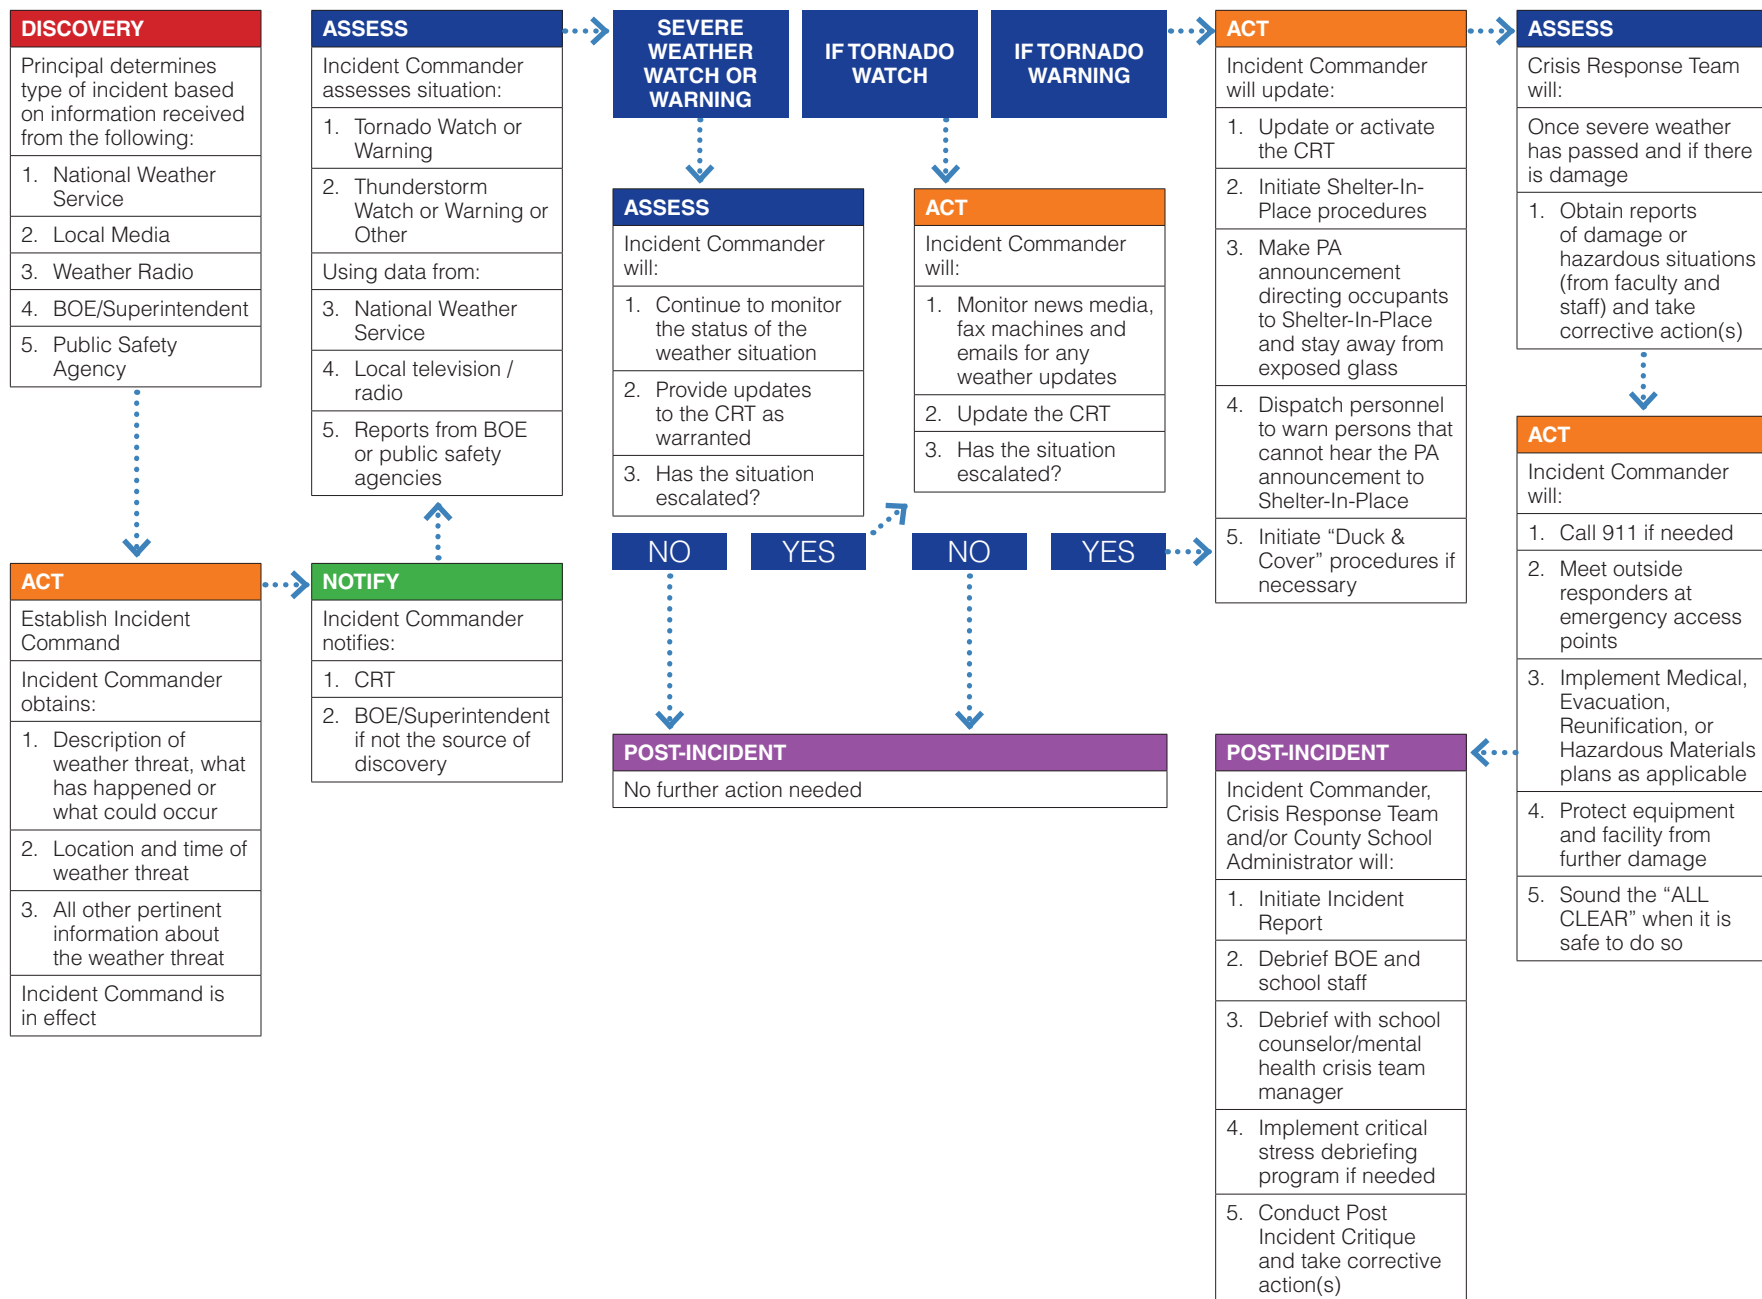 DISCOVERY
Principal determines
type of incident based
on information received
from the following:
1. National Weather
Service
2. Local Media
3. Weather Radio
4. BOE/Superintendent
5. Public Safety
Agency
ACT
Establish Incident
Command
Incident Commander
obtains:
1. Description of
weather threat, what
has happened or
what could occur
2. Location and time of
weather threat
3. All other pertinent
information about
the weather threat
Incident Command is
in effect
NOTIFY
Incident Commander
notifies:
1. CRT
2. BOE/Superintendent
if not the source of
discovery
ASSESS
Incident Commander
assesses situation:
1. Tornado Watch or
Warning
2. Thunderstorm
Watch or Warning or
Other
Using data from:
3. National Weather
Service
4. Local television /
radio
5. Reports from BOE
or public safety
agencies
SEVERE
WEATHER
WATCH OR
WARNING
IF TORNADO
WATCH
IF TORNADO
WARNING
ASSESS
Incident Commander
will:
1. Continue to monitor
the status of the
weather situation
2. Provide updates
to the CRT as
warranted
3. Has the situation
escalated?
NO
YES
ACT
Incident Commander
will:
1. Monitor news media,
fax machines and
emails for any
weather updates
2. Update the CRT
3. Has the situation
escalated?
NO
YES
POST-INCIDENT
No further action needed
ACT
Incident Commander
will update:
1. Update or activate
the CRT
2. Initiate Shelter-In-
Place procedures
3. Make PA
announcement
directing occupants
to Shelter-In-Place
and stay away from
exposed glass
4. Dispatch personnel
to warn persons that
cannot hear the PA
announcement to
Shelter-In-Place
5. Initiate “Duck &
Cover” procedures if
necessary
ASSESS
Crisis Response Team
will:
Once severe weather
has passed and if there
is damage
1. Obtain reports
of damage or
hazardous situations
(from faculty and
staff) and take
corrective action(s)
ACT
Incident Commander
will:
1. Call 911 if needed
2. Meet outside
responders at
emergency access
points
3. Implement Medical,
Evacuation,
Reunification, or
Hazardous Materials
plans as applicable
4. Protect equipment
and facility from
further damage
5. Sound the “ALL
CLEAR” when it is
safe to do so
POST-INCIDENT
Incident Commander,
Crisis Response Team
and/or County School
Administrator will:
1. Initiate Incident
Report
2. Debrief BOE and
school staff
3. Debrief with school
counselor/mental
health crisis team
manager
4. Implement critical
stress debriefing
program if needed
5. Conduct Post
Incident Critique
and take corrective
action(s)